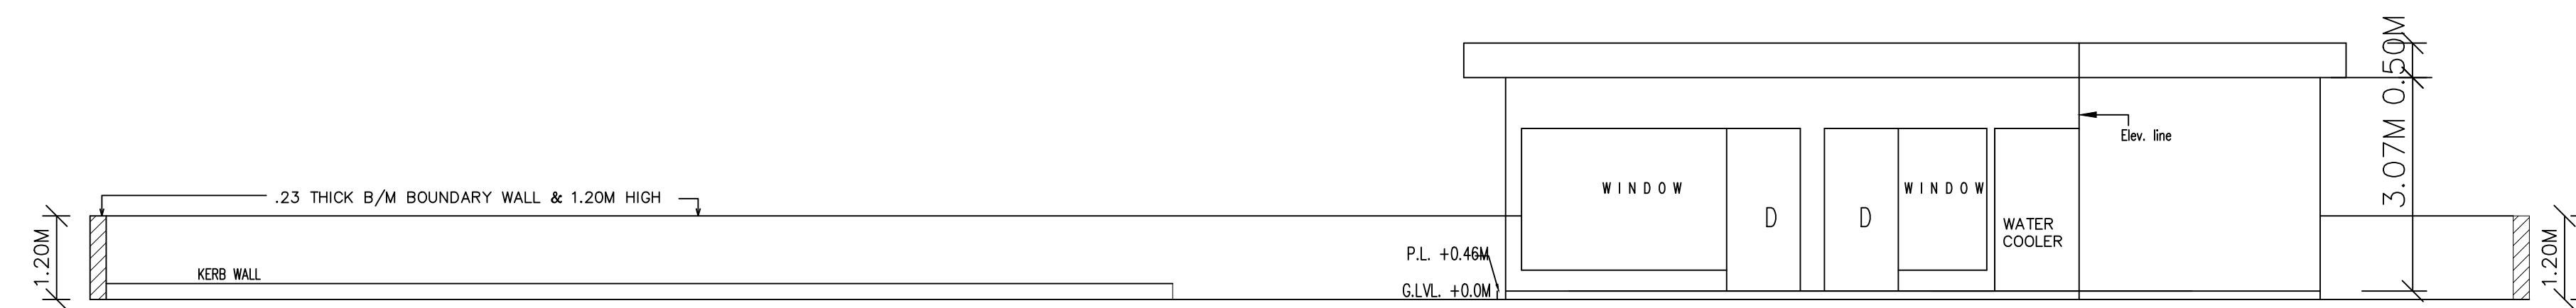 3.07M 0.50M
Elev. line
WINDOW
WINDOW
.23 THICK B/M BOUNDARY WALL & 1.20M HIGH
D
D
WATER
COOLER
1.20M
P.L. +0.46M
1.20M
KERB WALL
G.LVL. +0.0M